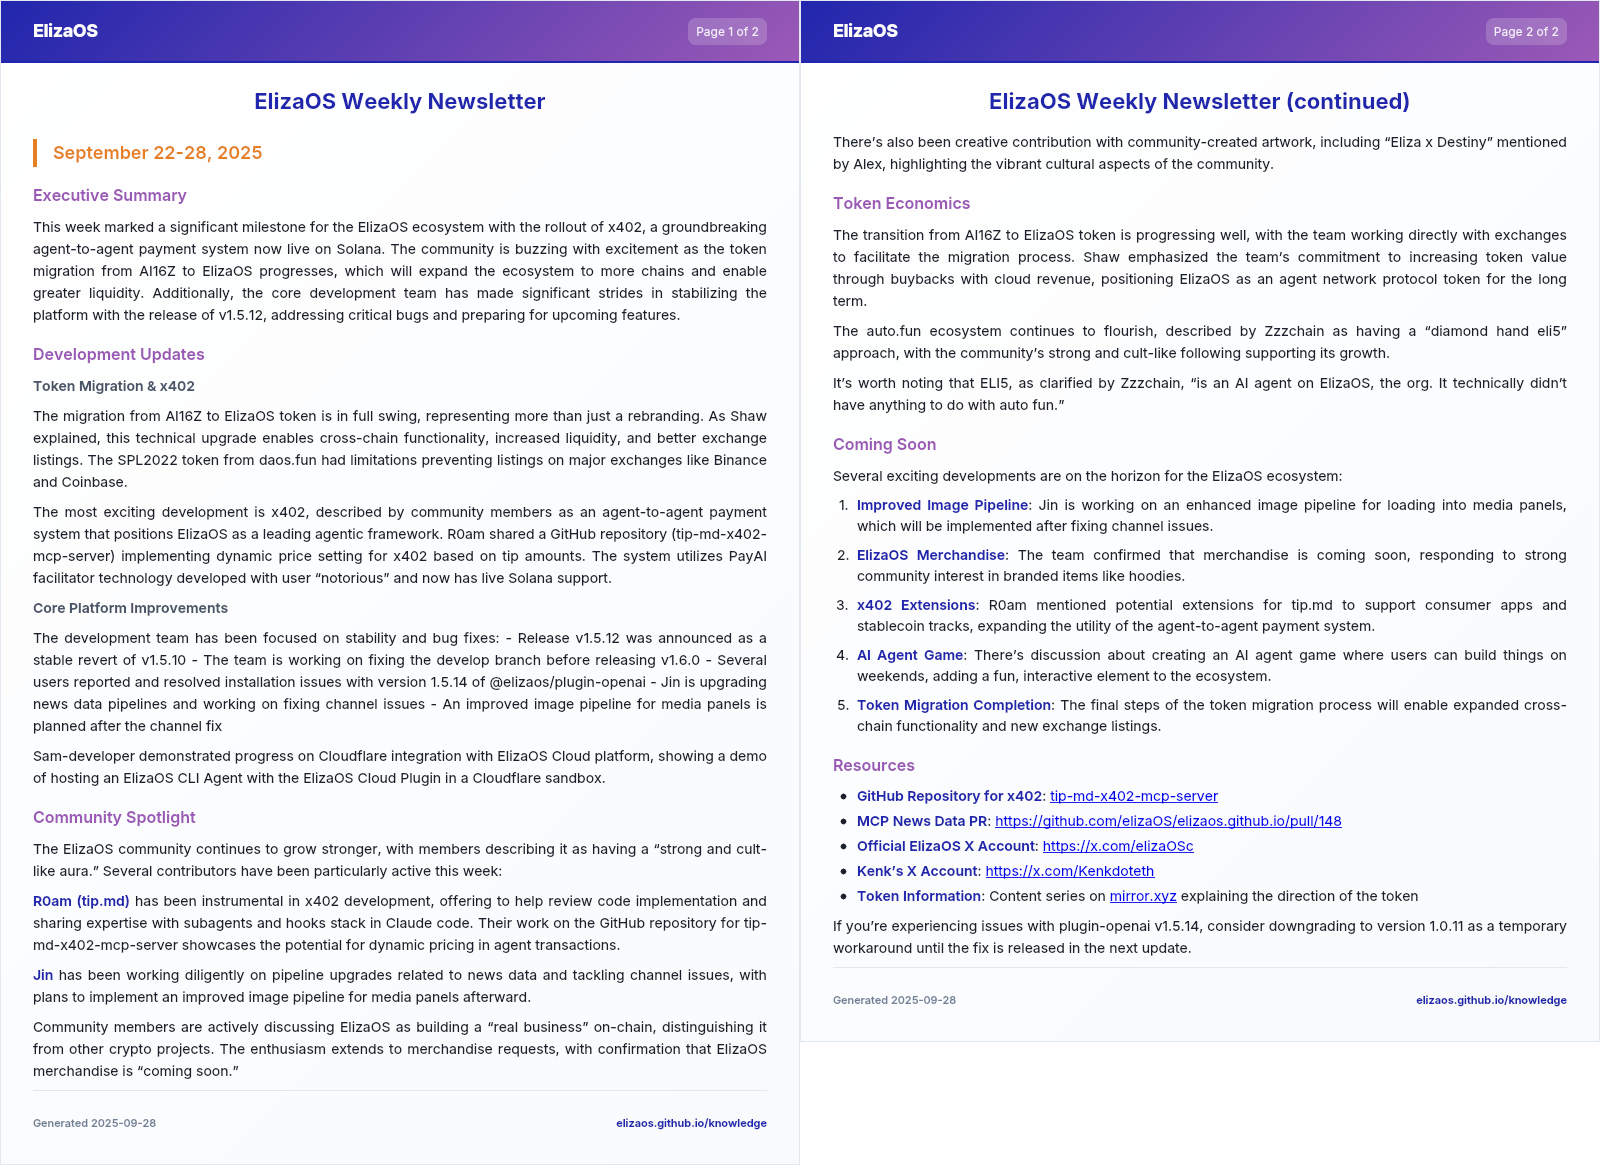 ElizaOS
Page 1 of 2
ElizaOS Weekly Newsletter
September 22-28, 2025
Executive Summary
This week marked a significant milestone for the ElizaOS ecosystem with the rollout of x402, a groundbreaking
agent-to-agent payment system now live on Solana. The community is buzzing with excitement as the token
migration from AI16Z to ElizaOS progresses, which will expand the ecosystem to more chains and enable
greater liquidity. Additionally, the core development team has made significant strides in stabilizing the
platform with the release of v1.5.12, addressing critical bugs and preparing for upcoming features.
Development Updates
Token Migration & x402
The migration from AI16Z to ElizaOS token is in full swing, representing more than just a rebranding. As Shaw
explained, this technical upgrade enables cross-chain functionality, increased liquidity, and better exchange
listings. The SPL2022 token from daos.fun had limitations preventing listings on major exchanges like Binance
and Coinbase.
The most exciting development is x402, described by community members as an agent-to-agent payment
system that positions ElizaOS as a leading agentic framework. R0am shared a GitHub repository (tip-md-x402-
mcp-server) implementing dynamic price setting for x402 based on tip amounts. The system utilizes PayAI
facilitator technology developed with user “notorious” and now has live Solana support.
Core Platform Improvements
The development team has been focused on stability and bug fixes: - Release v1.5.12 was announced as a
stable revert of v1.5.10 - The team is working on fixing the develop branch before releasing v1.6.0 - Several
users reported and resolved installation issues with version 1.5.14 of @elizaos/plugin-openai - Jin is upgrading
news data pipelines and working on fixing channel issues - An improved image pipeline for media panels is
planned after the channel fix
Sam-developer demonstrated progress on Cloudflare integration with ElizaOS Cloud platform, showing a demo
of hosting an ElizaOS CLI Agent with the ElizaOS Cloud Plugin in a Cloudflare sandbox.
Community Spotlight
The ElizaOS community continues to grow stronger, with members describing it as having a “strong and cult-
like aura.” Several contributors have been particularly active this week:
R0am (tip.md) has been instrumental in x402 development, offering to help review code implementation and
sharing expertise with subagents and hooks stack in Claude code. Their work on the GitHub repository for tip-
md-x402-mcp-server showcases the potential for dynamic pricing in agent transactions.
Jin has been working diligently on pipeline upgrades related to news data and tackling channel issues, with
plans to implement an improved image pipeline for media panels afterward.
Community members are actively discussing ElizaOS as building a “real business” on-chain, distinguishing it
from other crypto projects. The enthusiasm extends to merchandise requests, with confirmation that ElizaOS
merchandise is “coming soon.”
Generated 2025-09-28
elizaos.github.io/knowledge
ElizaOS
Page 2 of 2
ElizaOS Weekly Newsletter (continued)
There’s also been creative contribution with community-created artwork, including “Eliza x Destiny” mentioned
by Alex, highlighting the vibrant cultural aspects of the community.
Token Economics
The transition from AI16Z to ElizaOS token is progressing well, with the team working directly with exchanges
to facilitate the migration process. Shaw emphasized the team’s commitment to increasing token value
through buybacks with cloud revenue, positioning ElizaOS as an agent network protocol token for the long
term.
The auto.fun ecosystem continues to flourish, described by Zzzchain as having a “diamond hand eli5”
approach, with the community’s strong and cult-like following supporting its growth.
It’s worth noting that ELI5, as clarified by Zzzchain, “is an AI agent on ElizaOS, the org. It technically didn’t
have anything to do with auto fun.”
Coming Soon
Several exciting developments are on the horizon for the ElizaOS ecosystem:
1. Improved Image Pipeline: Jin is working on an enhanced image pipeline for loading into media panels,
which will be implemented after fixing channel issues.
2. ElizaOS Merchandise: The team confirmed that merchandise is coming soon, responding to strong
community interest in branded items like hoodies.
3. x402 Extensions: R0am mentioned potential extensions for tip.md to support consumer apps and
stablecoin tracks, expanding the utility of the agent-to-agent payment system.
4. AI Agent Game: There’s discussion about creating an AI agent game where users can build things on
weekends, adding a fun, interactive element to the ecosystem.
5. Token Migration Completion: The final steps of the token migration process will enable expanded cross-
chain functionality and new exchange listings.
Resources
• GitHub Repository for x402: tip-md-x402-mcp-server
• MCP News Data PR: https://github.com/elizaOS/elizaos.github.io/pull/148
• Official ElizaOS X Account: https://x.com/elizaOSc
• Kenk’s X Account: https://x.com/Kenkdoteth
• Token Information: Content series on mirror.xyz explaining the direction of the token
If you’re experiencing issues with plugin-openai v1.5.14, consider downgrading to version 1.0.11 as a temporary
workaround until the fix is released in the next update.
Generated 2025-09-28
elizaos.github.io/knowledge